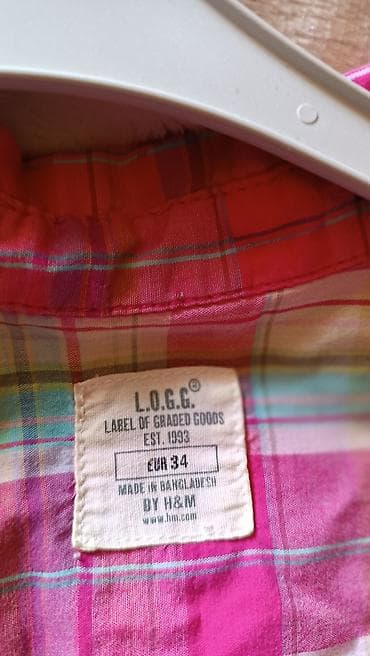 L.O.G.G.®
LABEL OF GRADED GOODS
EST. 1993
EUR 34
MADE IN BANGLADESH
BY H&M
www.hm.com